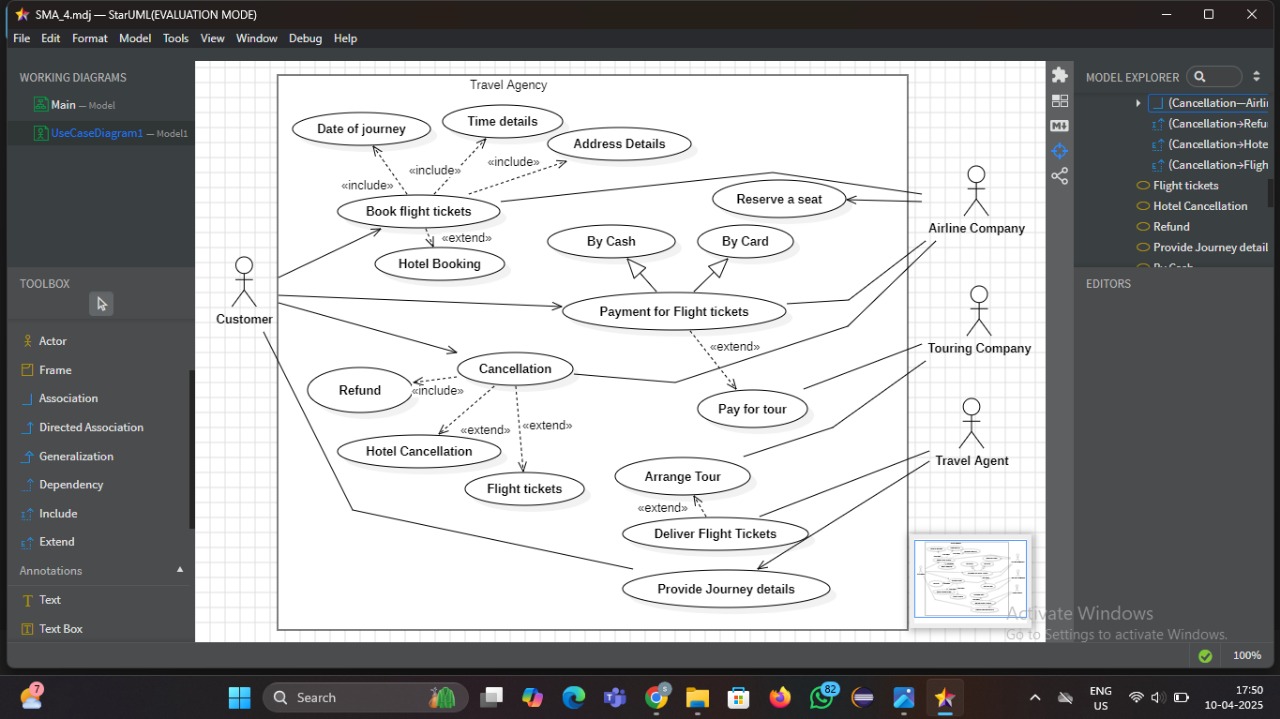 SMA_4.mdj — StarUML(EVALUATION MODE)
File Edit Format Model Tools View Window Debug Help
WORKING DIAGRAMS
Main — Model
UseCaseDiagram1 — Model1
TOOLBOX
Actor
Frame
Association
Directed Association
Generalization
Dependency
Include
Extend
Annotations
Text
Text Box
Travel Agency
Date of journey
Time details
Address Details
«include»
«include»
«include»
Book flight tickets
Reserve a seat
«extend»
Hotel Booking
By Cash
By Card
Airline Company
Customer
Payment for Flight tickets
«extend»
Touring Company
Cancellation
Refund
«include»
Pay for tour
«extend»
«extend»
Hotel Cancellation
Flight tickets
Travel Agent
Arrange Tour
«extend»
Deliver Flight Tickets
Provide Journey details
MODEL EXPLORER
(Cancellation—Airli
(Cancellation→Refu
(Cancellation→Hote
(Cancellation→Fligh
Flight tickets
Hotel Cancellation
Refund
Provide Journey detail
By Cash
EDITORS
M↓
Activate Windows
Go to Settings to activate Windows.
100%
7
Search
S
82
ENG
US
17:50
10-04-2025